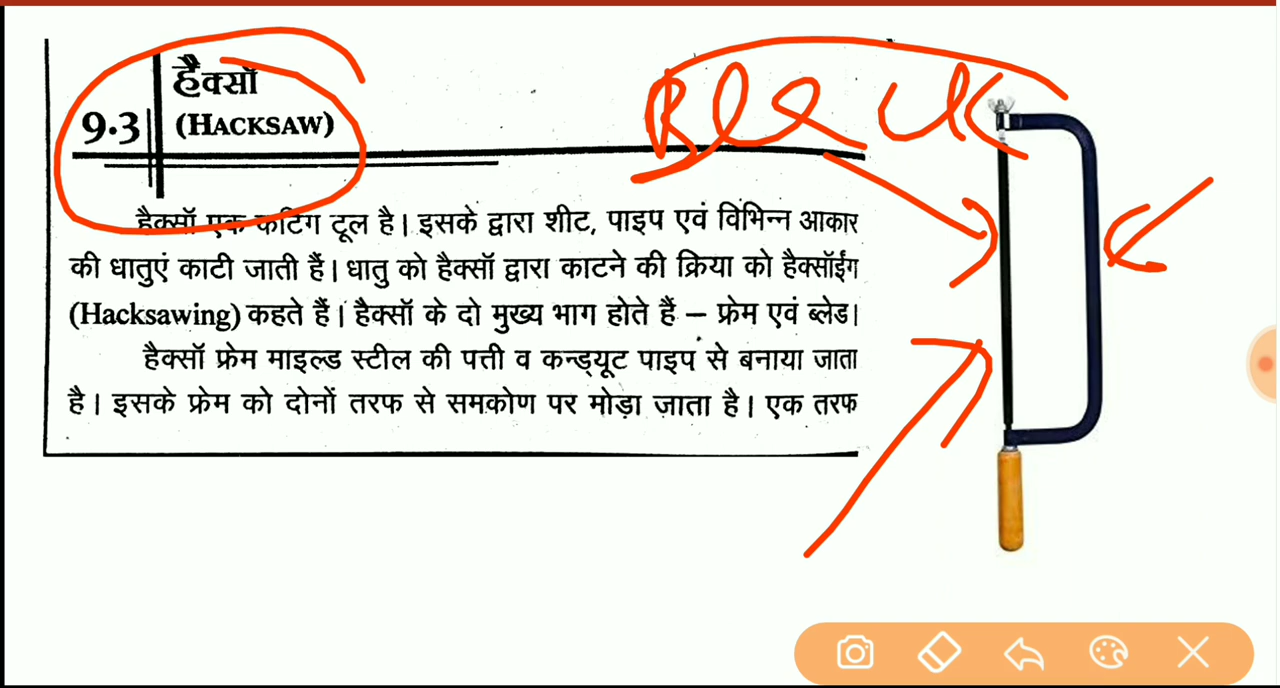 हैक्सॉ
9.3 (HACKSAW)
हैक्सॉ एक कटिंग टूल है। इसके द्वारा शीट, पाइप एवं विभिन्न आकार
की धातुएं काटी जाती हैं। धातु को हैक्सॉ द्वारा काटने की क्रिया को हैक्सॉईंग
(Hacksawing) कहते हैं। हैक्सॉ के दो मुख्य भाग होते हैं – फ्रेम एवं ब्लेड।
हैक्सॉ फ्रेम माइल्ड स्टील की पत्ती व कन्ड्यूट पाइप से बनाया जाता
है। इसके फ्रेम को दोनों तरफ से समकोण पर मोड़ा जाता है। एक तरफ